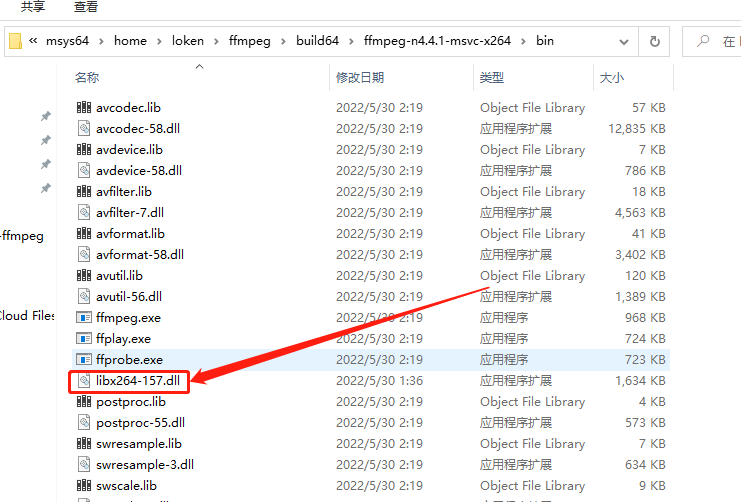 共享 查看
« msys64 › home › loken › ffmpeg › build64 › ffmpeg-n4.4.1-msvc-x264 › bin 在
名称 修改日期 类型 大小
avcodec.lib 2022/5/30 2:19 Object File Library 57 KB
avcodec-58.dll 2022/5/30 2:19 应用程序扩展 12,835 KB
avdevice.lib 2022/5/30 2:19 Object File Library 7 KB
avdevice-58.dll 2022/5/30 2:19 应用程序扩展 786 KB
avfilter.lib 2022/5/30 2:19 Object File Library 18 KB
avfilter-7.dll 2022/5/30 2:19 应用程序扩展 4,563 KB
-ffmpeg
avformat.lib 2022/5/30 2:19 Object File Library 41 KB
avformat-58.dll 2022/5/30 2:19 应用程序扩展 3,402 KB
avutil.lib 2022/5/30 2:19 Object File Library 120 KB
avutil-56.dll 2022/5/30 2:19 应用程序扩展 1,389 KB
Cloud Files
ffmpeg.exe 2022/5/30 2:19 应用程序 968 KB
ffplay.exe 2022/5/30 2:19 应用程序 724 KB
ffprobe.exe 2022/5/30 2:19 应用程序 723 KB
libx264-157.dll 2022/5/30 1:36 应用程序扩展 1,634 KB
postproc.lib 2022/5/30 2:19 Object File Library 4 KB
postproc-55.dll 2022/5/30 2:19 应用程序扩展 573 KB
swresample.lib 2022/5/30 2:19 Object File Library 7 KB
swresample-3.dll 2022/5/30 2:19 应用程序扩展 634 KB
swscale.lib 2022/5/30 2:19 Object File Library 9 KB